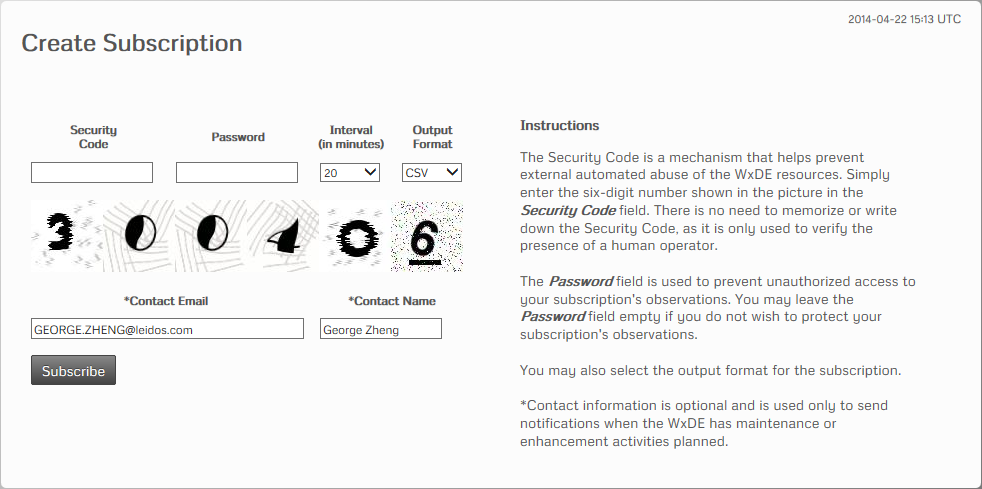 2014-04-22 15:13 UTC
Create Subscription
Security Code
Password
Interval (in minutes)
Output Format
20
CSV
3 0 0 4 0 6
*Contact Email
*Contact Name
GEORGE.ZHENG@leidos.com
George Zheng
Subscribe
Instructions
The Security Code is a mechanism that helps prevent
external automated abuse of the WxDE resources. Simply
enter the six-digit number shown in the picture in the
Security Code field. There is no need to memorize or write
down the Security Code, as it is only used to verify the
presence of a human operator.
The Password field is used to prevent unauthorized access to
your subscription's observations. You may leave the
Password field empty if you do not wish to protect your
subscription's observations.
You may also select the output format for the subscription.
*Contact information is optional and is used only to send
notifications when the WxDE has maintenance or
enhancement activities planned.